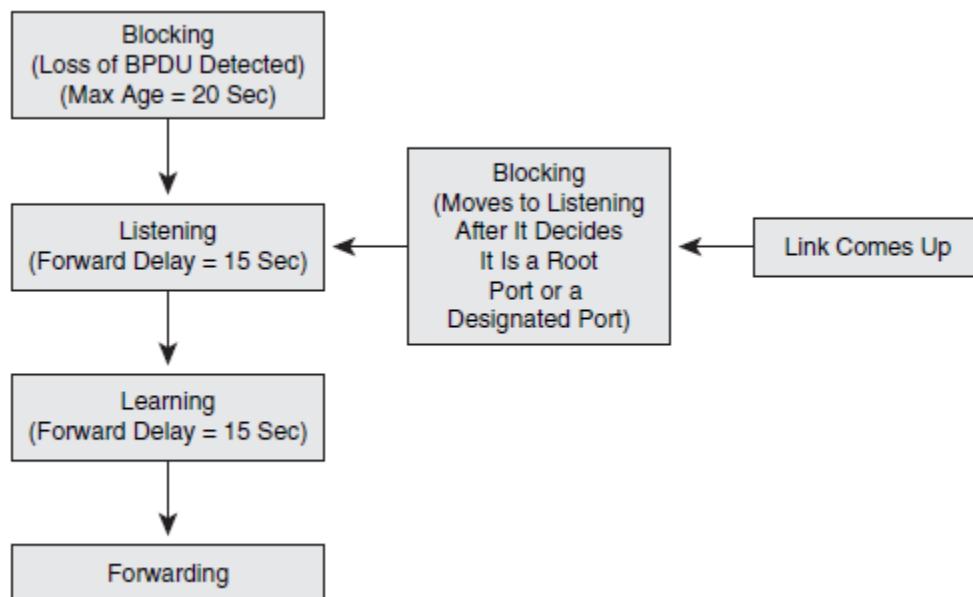 Blocking
(Loss of BPDU Detected)
(Max Age = 20 Sec)
Listening
(Forward Delay = 15 Sec)
Blocking
(Moves to Listening
After It Decides
It Is a Root
Port or a
Designated Port)
Link Comes Up
Learning
(Forward Delay = 15 Sec)
Forwarding